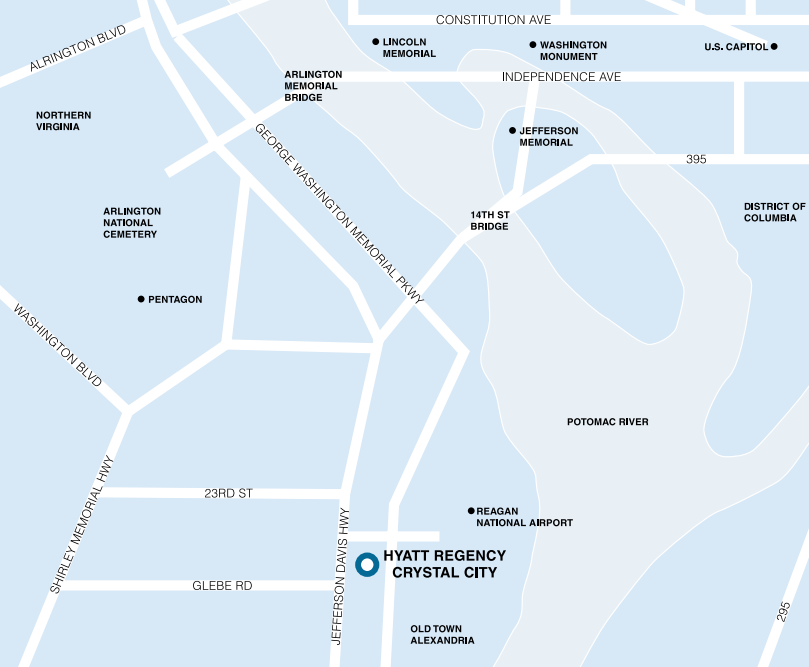 CONSTITUTION AVE
ALRINGTON BLVD
LINCOLN
MEMORIAL
WASHINGTON
MONUMENT
U.S. CAPITOL
ARLINGTON
MEMORIAL
BRIDGE
INDEPENDENCE AVE
NORTHERN
VIRGINIA
GEORGE WASHINGTON MEMORIAL PKWY
JEFFERSON
MEMORIAL
395
ARLINGTON
NATIONAL
CEMETERY
14TH ST
BRIDGE
DISTRICT OF
COLUMBIA
PENTAGON
WASHINGTON BLVD
POTOMAC RIVER
SHIRLEY MEMORIAL HWY
23RD ST
JEFFERSON DAVIS HWY
REAGAN
NATIONAL AIRPORT
HYATT REGENCY
CRYSTAL CITY
GLEBE RD
295
OLD TOWN
ALEXANDRIA